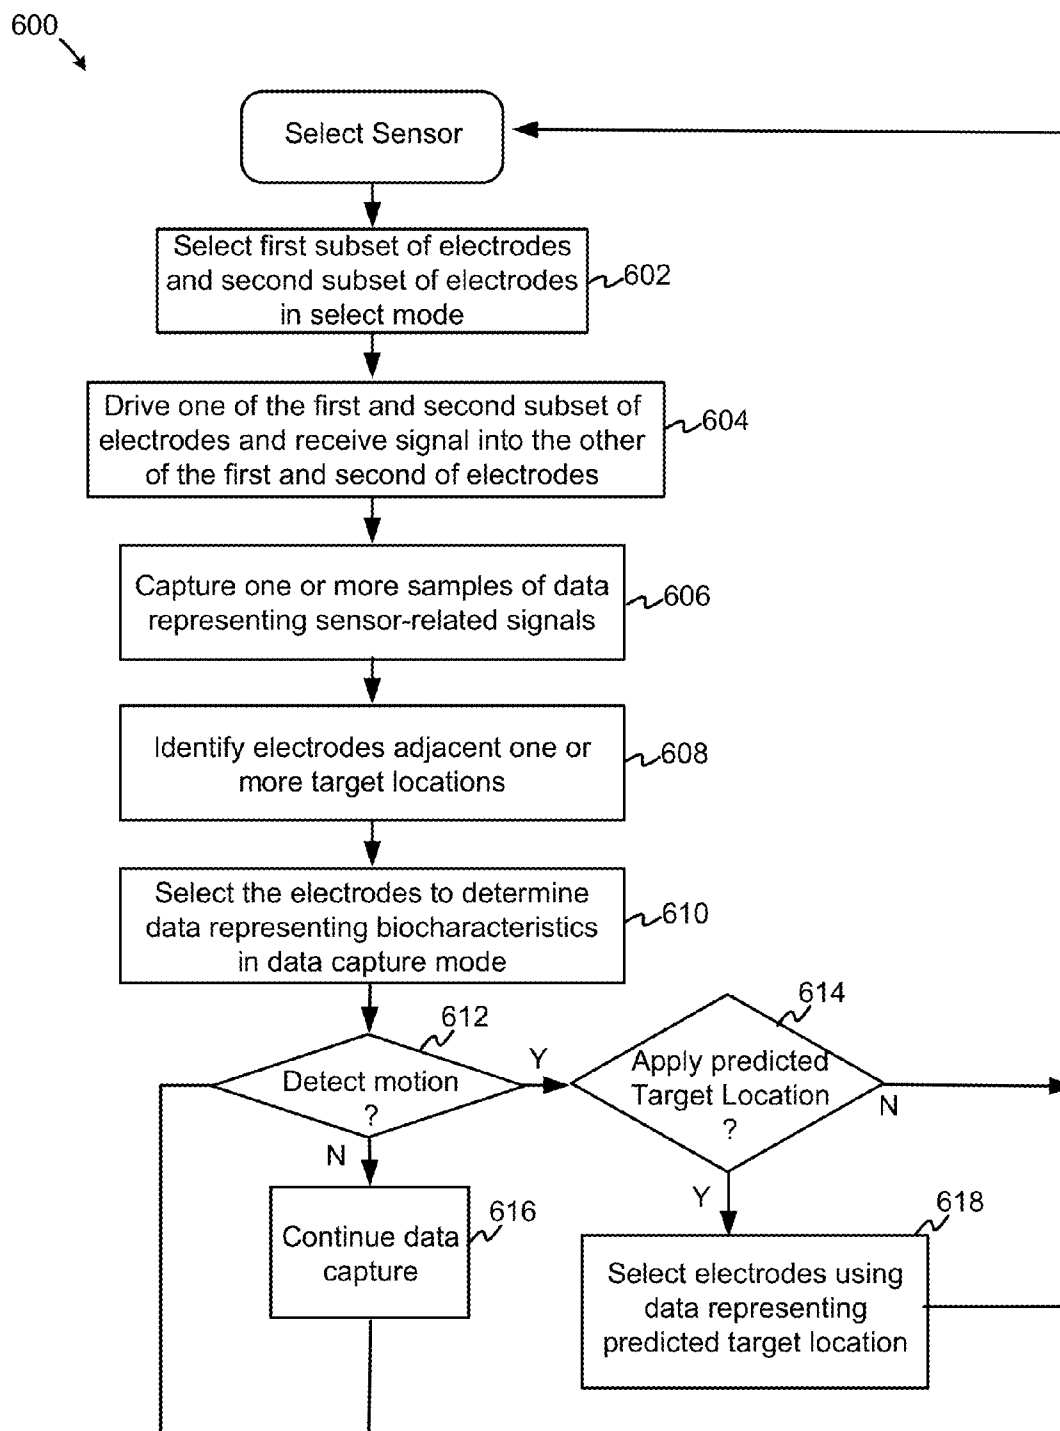 600
Select Sensor
Select first subset of electrodes
and second subset of electrodes
in select mode
602
Drive one of the first and second subset of
electrodes and receive signal into the other
of the first and second of electrodes
604
Capture one or more samples of data
representing sensor-related signals
606
Identify electrodes adjacent one or
more target locations
608
Select the electrodes to determine
data representing biocharacteristics
in data capture mode
610
612
Detect motion
?
Y
N
614
Apply predicted
Target Location
?
N
Y
616
Continue data
capture
618
Select electrodes using
data representing
predicted target location